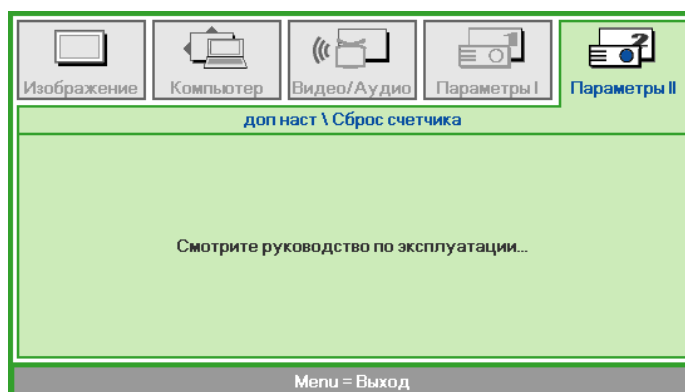 Изображение
Компьютер
Видео/Аудио
Параметры I
Параметры II
доп наст \ Сброс счетчика
Смотрите руководство по эксплуатации...
Menu = Выход